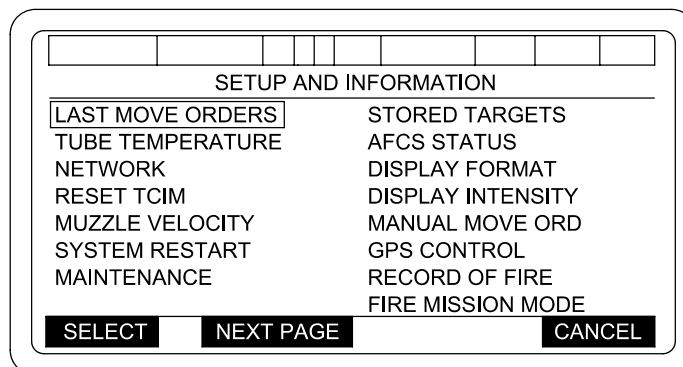 SETUP AND INFORMATION
LAST MOVE ORDERS
TUBE TEMPERATURE
NETWORK
RESET TCIM
MUZZLE VELOCITY
SYSTEM RESTART
MAINTENANCE
STORED TARGETS
AFCS STATUS
DISPLAY FORMAT
DISPLAY INTENSITY
MANUAL MOVE ORD
GPS CONTROL
RECORD OF FIRE
FIRE MISSION MODE
SELECT NEXT PAGE CANCEL